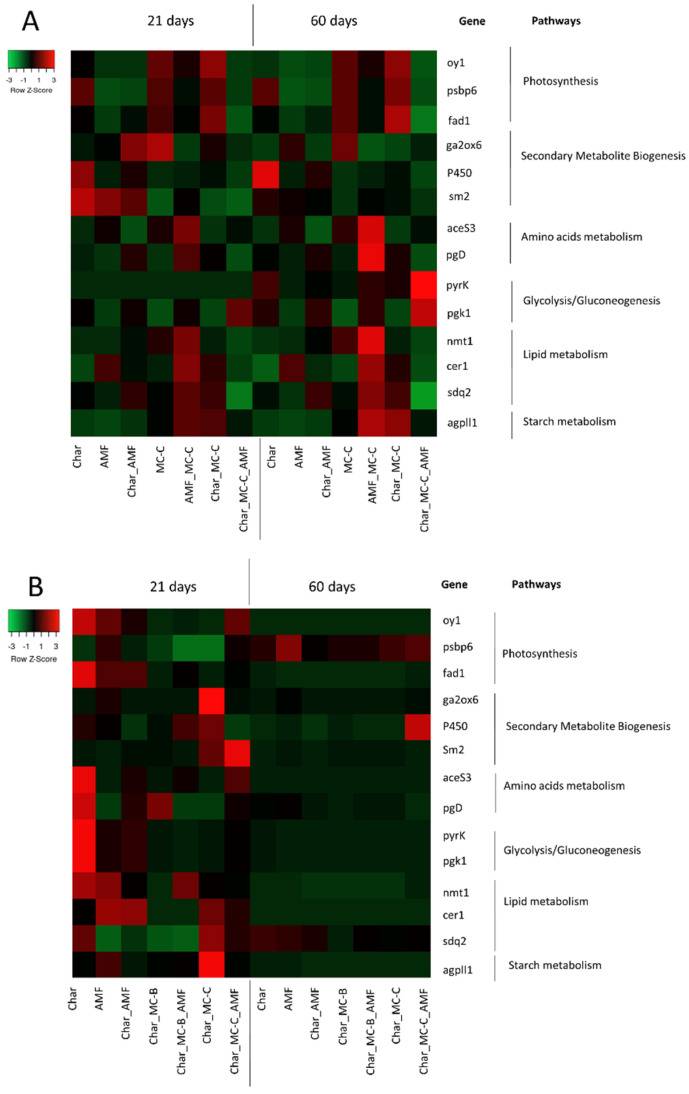 A
21 days
60 days
Gene
Pathways
-3 -1 1 3
Row Z-Score
oy1
psbp6
fad1
Photosynthesis
ga2ox6
P450
sm2
Secondary Metabolite Biogenesis
aceS3
pgD
Amino acids metabolism
pyrK
pgk1
Glycolysis/Gluconeogenesis
nmt1
cer1
sdq2
Lipid metabolism
agpll1
Starch metabolism
Char
AMF
Char_AMF
MC-C
AMF_MC-C
Char_MC-C
Char_MC-C_AMF
Char
AMF
Char_AMF
MC-C
AMF_MC-C
Char_MC-C
Char_MC-C_AMF
B
21 days
60 days
Gene
Pathways
-3 -1 1 3
Row Z-Score
oy1
psbp6
fad1
Photosynthesis
ga2ox6
P450
Sm2
Secondary Metabolite Biogenesis
aceS3
pgD
Amino acids metabolism
pyrK
pgk1
Glycolysis/Gluconeogenesis
nmt1
cer1
sdq2
Lipid metabolism
agpll1
Starch metabolism
Char
AMF
Char_AMF
Char_MC-B
Char_MC-B_AMF
Char_MC-C
Char_MC-C_AMF
Char
AMF
Char_AMF
Char_MC-B
Char_MC-B_AMF
Char_MC-C
Char_MC-C_AMF